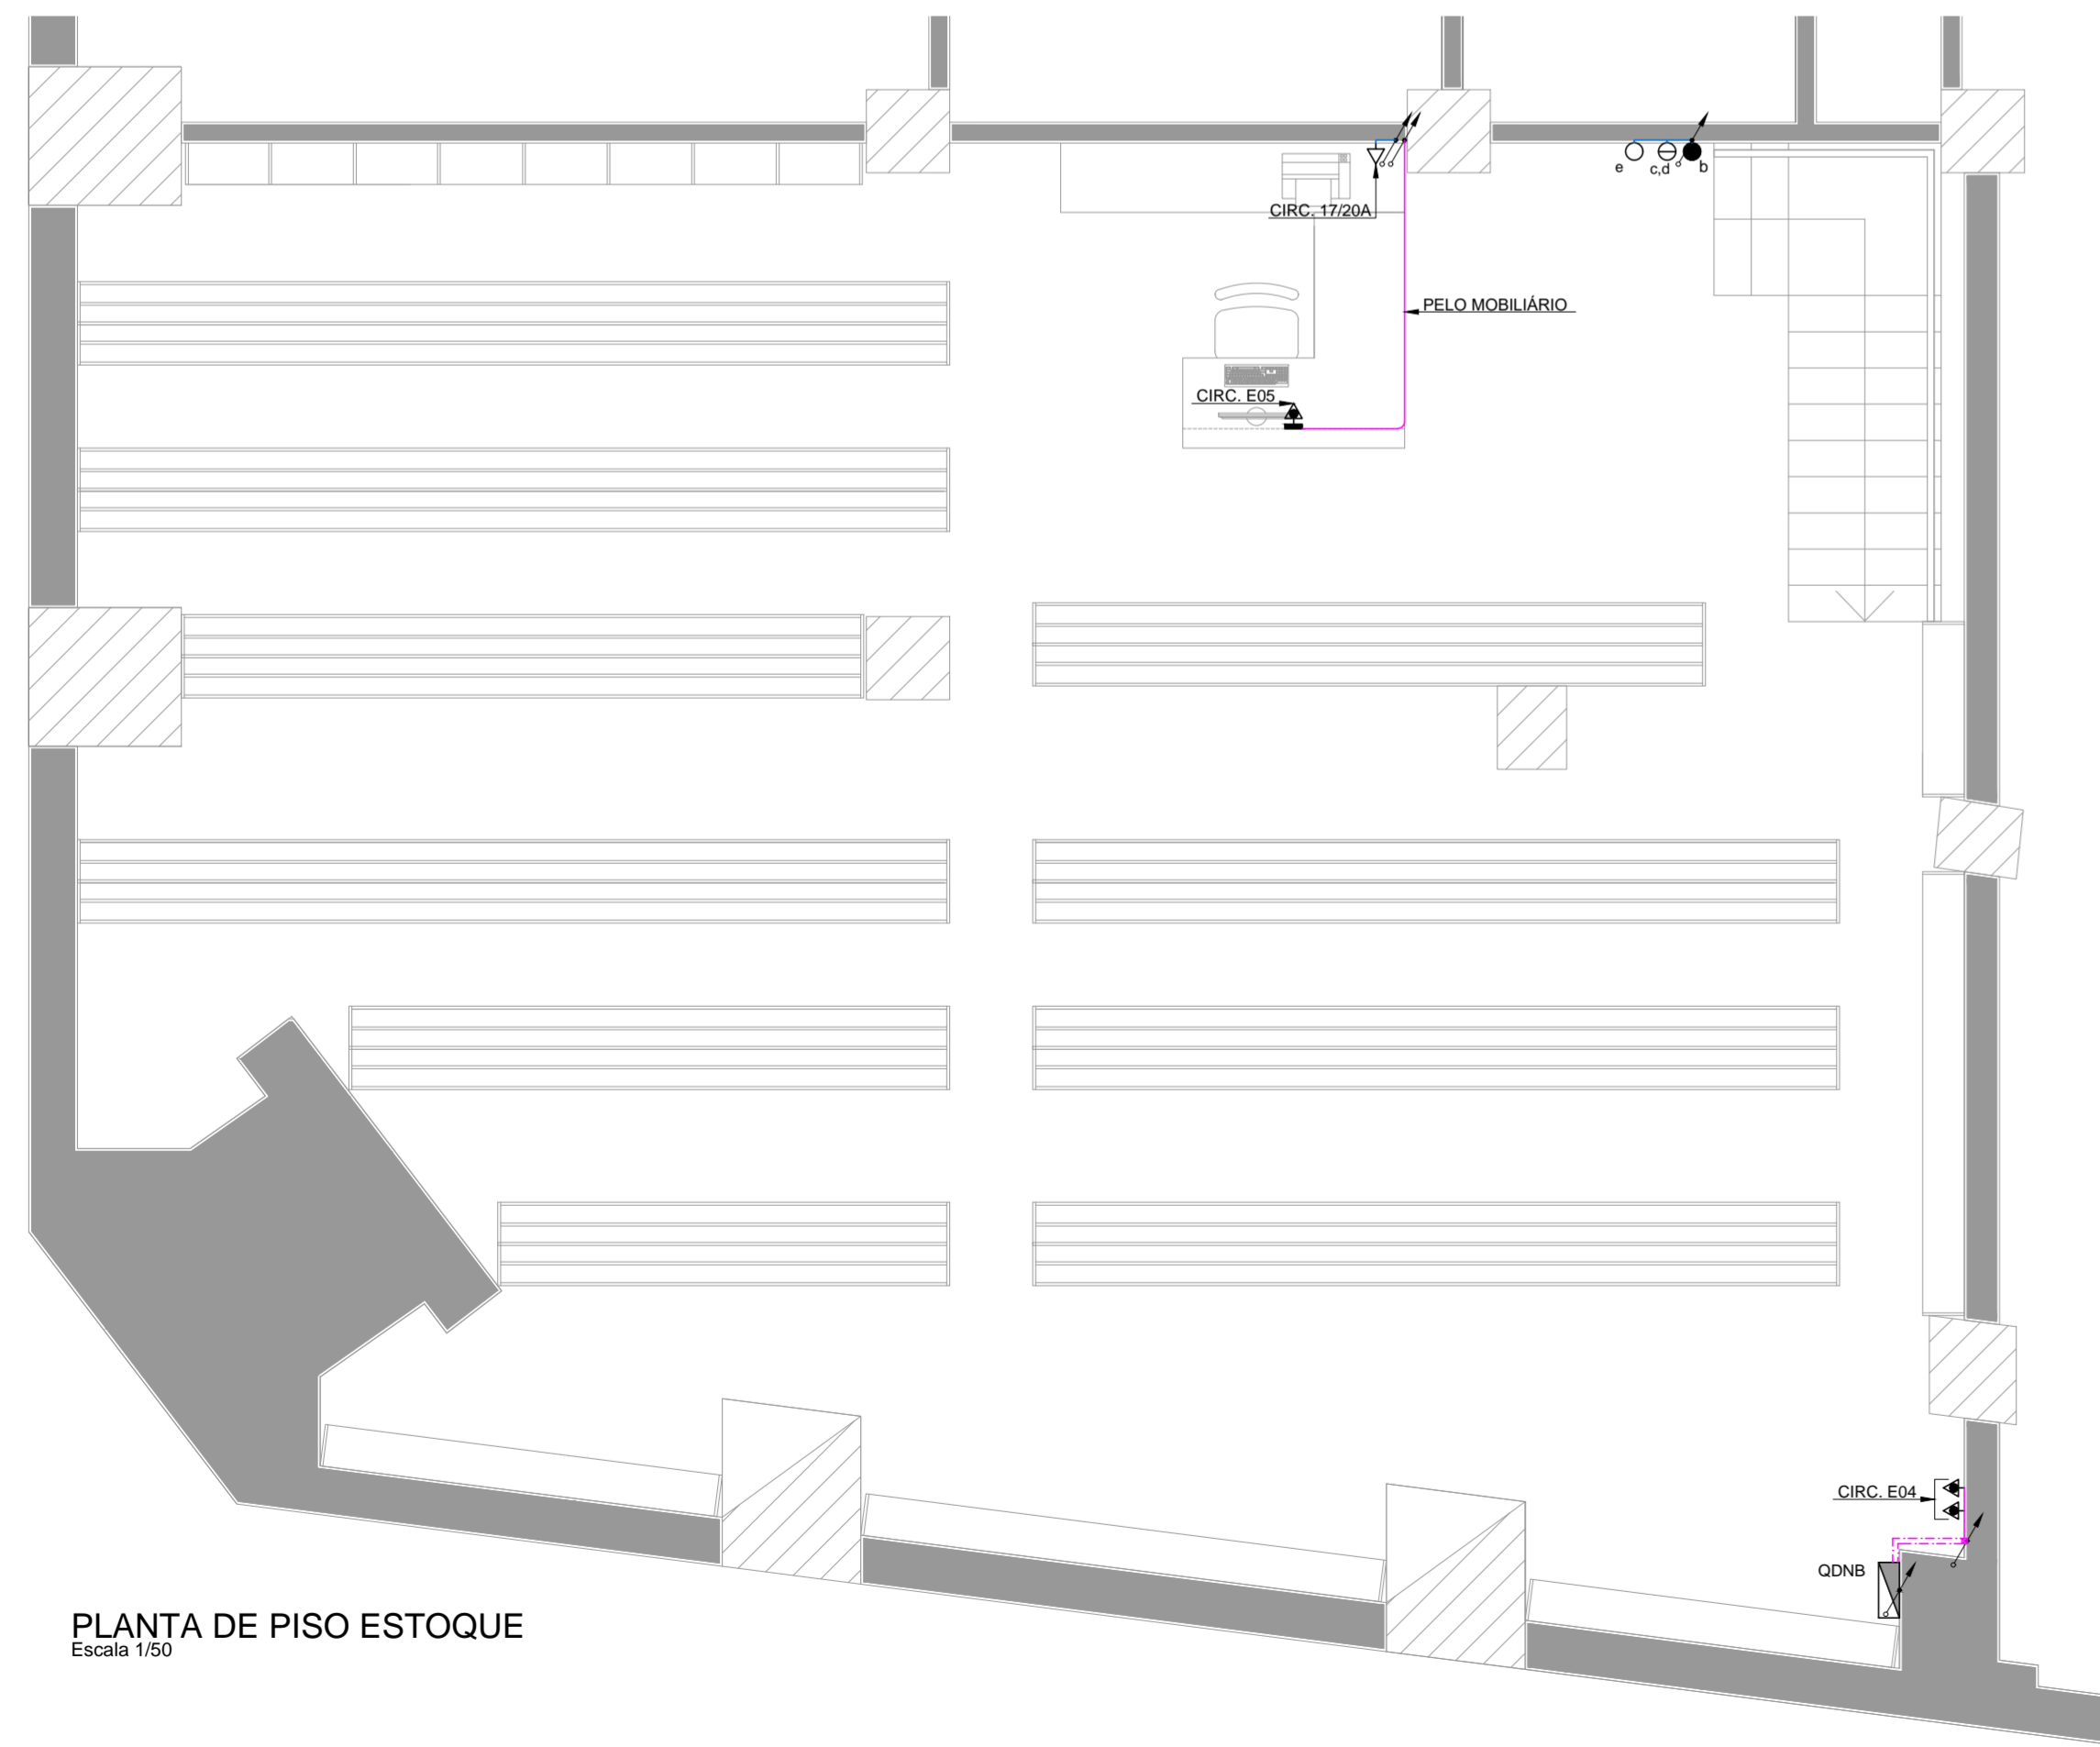 e
c,d
b
CIRC. 17/20A
PELO MOBILIÁRIO
CIRC. E05
CIRC. E04
QDNB
PLANTA DE PISO ESTOQUE
Escala 1/50